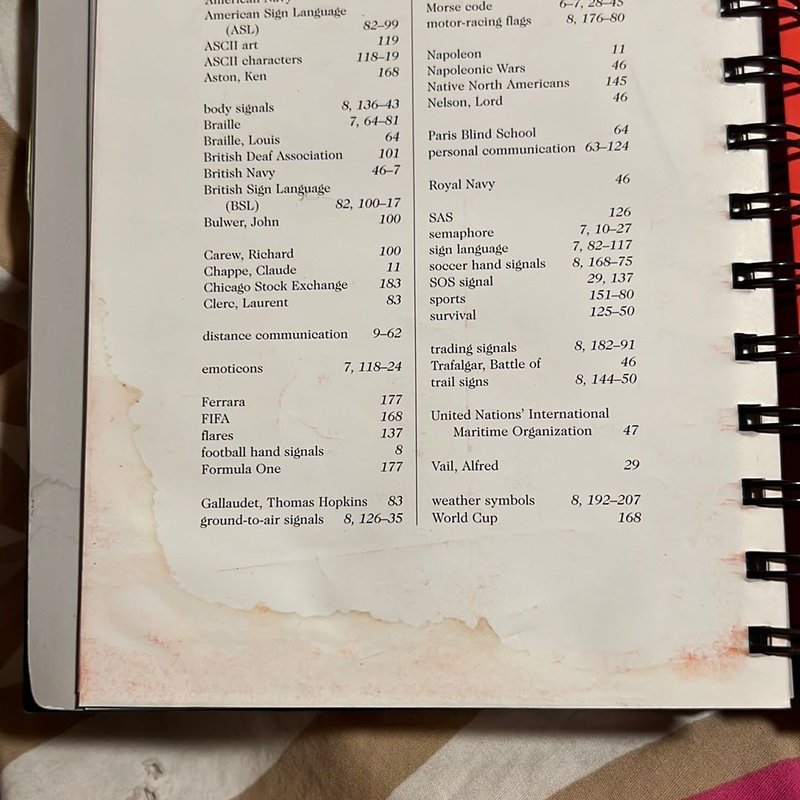 American Navy
American Sign Language
(ASL) 82–99
ASCII art 119
ASCII characters 118–19
Aston, Ken 168
body signals 8, 136–43
Braille 7, 64–81
Braille, Louis 64
British Deaf Association 101
British Navy 46–7
British Sign Language
(BSL) 82, 100–17
Bulwer, John 100
Carew, Richard 100
Chappe, Claude 11
Chicago Stock Exchange 183
Clerc, Laurent 83
distance communication 9–62
emoticons 7, 118–24
Ferrara 177
FIFA 168
flares 137
football hand signals 8
Formula One 177
Gallaudet, Thomas Hopkins 83
ground-to-air signals 8, 126–35
Morse code 6–7, 28–45
motor-racing flags 8, 176–80
Napoleon 11
Napoleonic Wars 46
Native North Americans 145
Nelson, Lord 46
Paris Blind School 64
personal communication 63–124
Royal Navy 46
SAS 126
semaphore 7, 10–27
sign language 7, 82–117
soccer hand signals 8, 168–75
SOS signal 29, 137
sports 151–80
survival 125–50
trading signals 8, 182–91
Trafalgar, Battle of 46
trail signs 8, 144–50
United Nations' International
Maritime Organization 47
Vail, Alfred 29
weather symbols 8, 192–207
World Cup 168